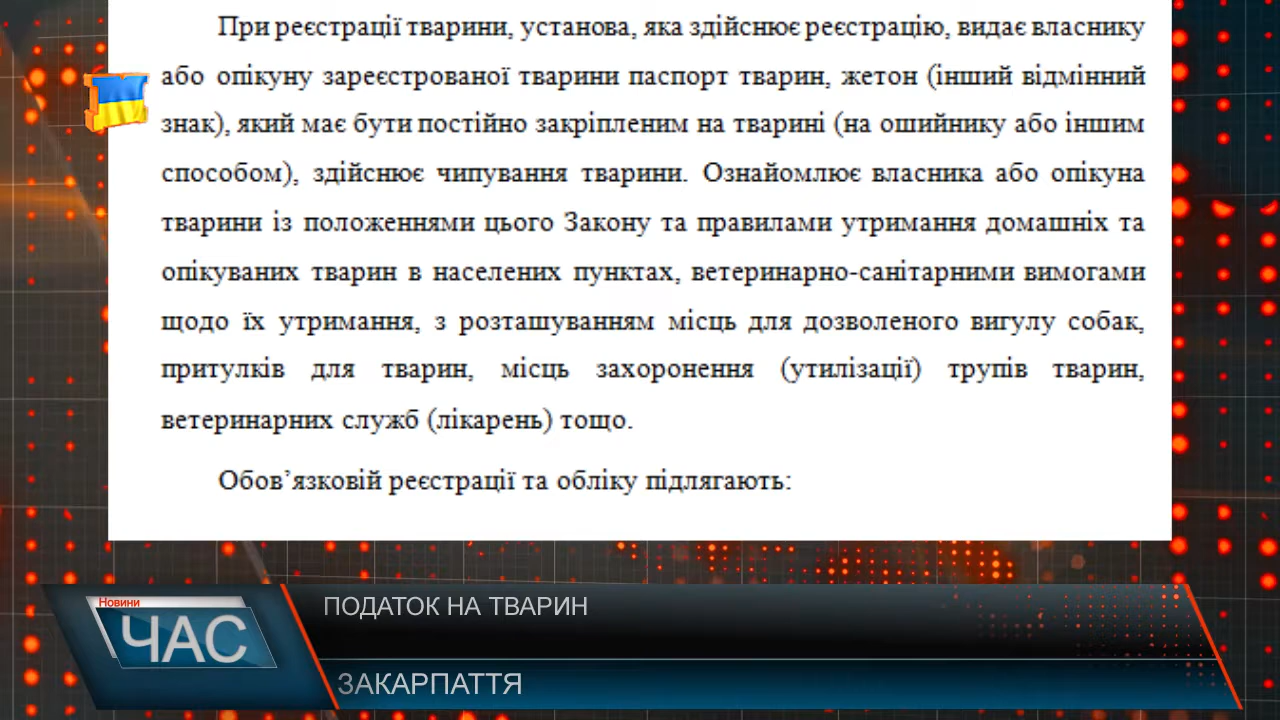 При реєстрації тварини, установа, яка здійснює реєстрацію, видає власнику
або опікуну зареєстрованої тварини паспорт тварин, жетон (інший відмінний
знак), який має бути постійно закріпленим на тварині (на ошийнику або іншим
способом), здійснює чипування тварини. Ознайомлює власника або опікуна
тварини із положеннями цього Закону та правилами утримання домашніх та
опікуваних тварин в населених пунктах, ветеринарно-санітарними вимогами
щодо їх утримання, з розташуванням місць для дозволеного вигулу собак,
притулків для тварин, місць захоронення (утилізації) трупів тварин,
ветеринарних служб (лікарень) тощо.
Обов’язковій реєстрації та обліку підлягають:
Новини
ЧАС
ПОДАТОК НА ТВАРИН
ЗАКАРПАТТЯ